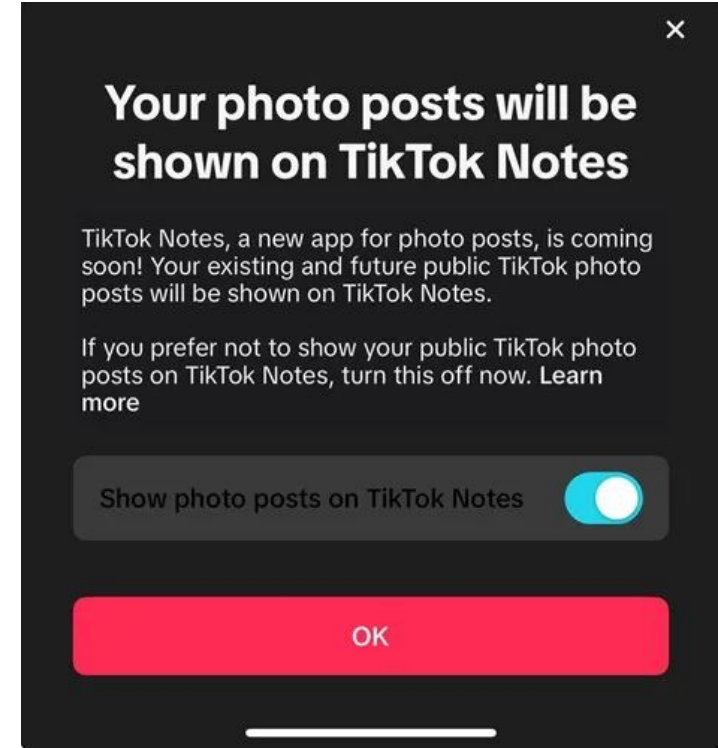 Your photo posts will be
shown on TikTok Notes
TikTok Notes, a new app for photo posts, is coming
soon! Your existing and future public TikTok photo
posts will be shown on TikTok Notes.
If you prefer not to show your public TikTok photo
posts on TikTok Notes, turn this off now. Learn
more
Show photo posts on TikTok Notes
OK